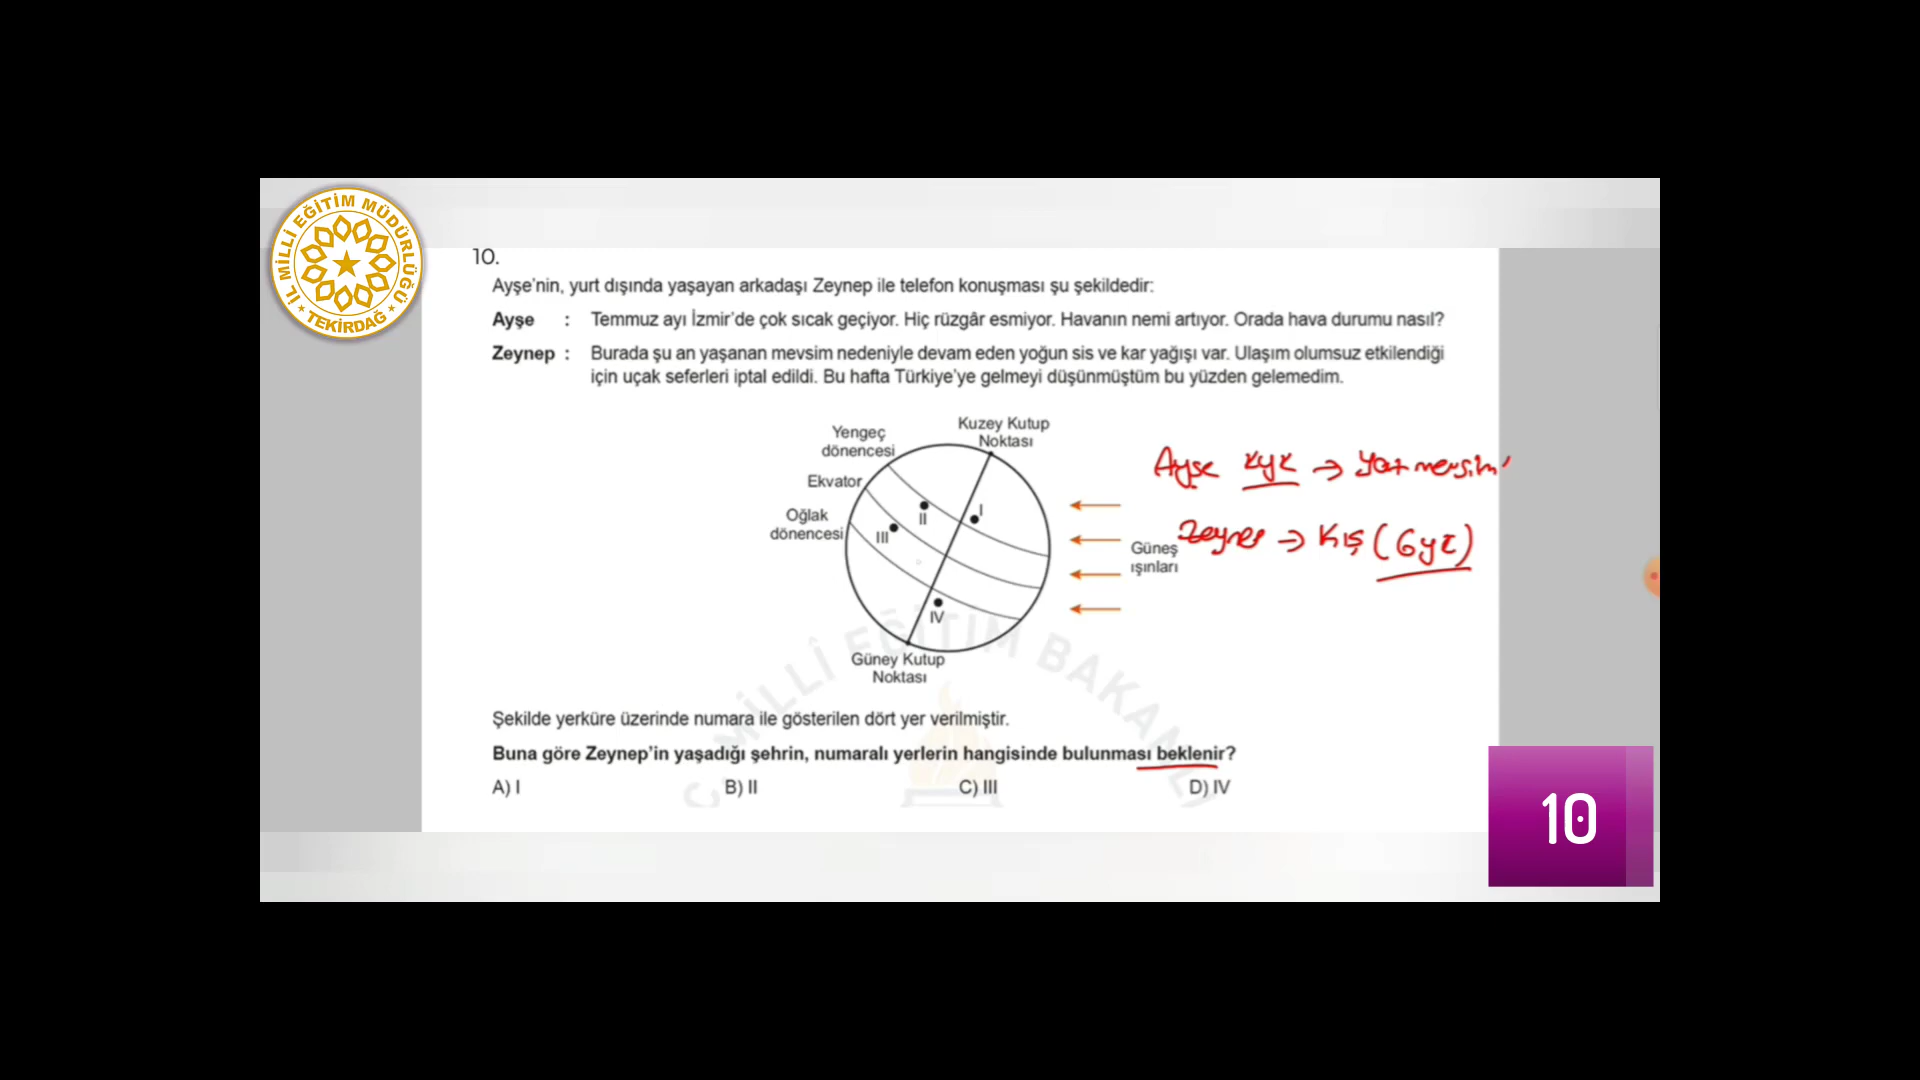 İL MİLLİ EĞİTİM MÜDÜRLÜĞÜ
TEKİRDAĞ
10.
Ayşe'nin, yurt dışında yaşayan arkadaşı Zeynep ile telefon konuşması şu şekildedir:
Ayşe : Temmuz ayı İzmir'de çok sıcak geçiyor. Hiç rüzgâr esmiyor. Havanın nemi artıyor. Orada hava durumu nasıl?
Zeynep : Burada şu an yaşanan mevsim nedeniyle devam eden yoğun sis ve kar yağışı var. Ulaşım olumsuz etkilendiği
için uçak seferleri iptal edildi. Bu hafta Türkiye'ye gelmeyi düşünmüştüm bu yüzden gelemedim.
Kuzey Kutup
Noktası
Yengeç
dönencesi
Ekvator
Oğlak
dönencesi
I
II
III
IV
Güneş
ışınları
Güney Kutup
Noktası
Ayşe KYK → Yaz mevsimi
Zeynep → Kış (GYK)
MİLLÎ EĞİTİM BAKANLI
Şekilde yerküre üzerinde numara ile gösterilen dört yer verilmiştir.
Buna göre Zeynep'in yaşadığı şehrin, numaralı yerlerin hangisinde bulunması beklenir?
A) I B) II C) III D) IV
10